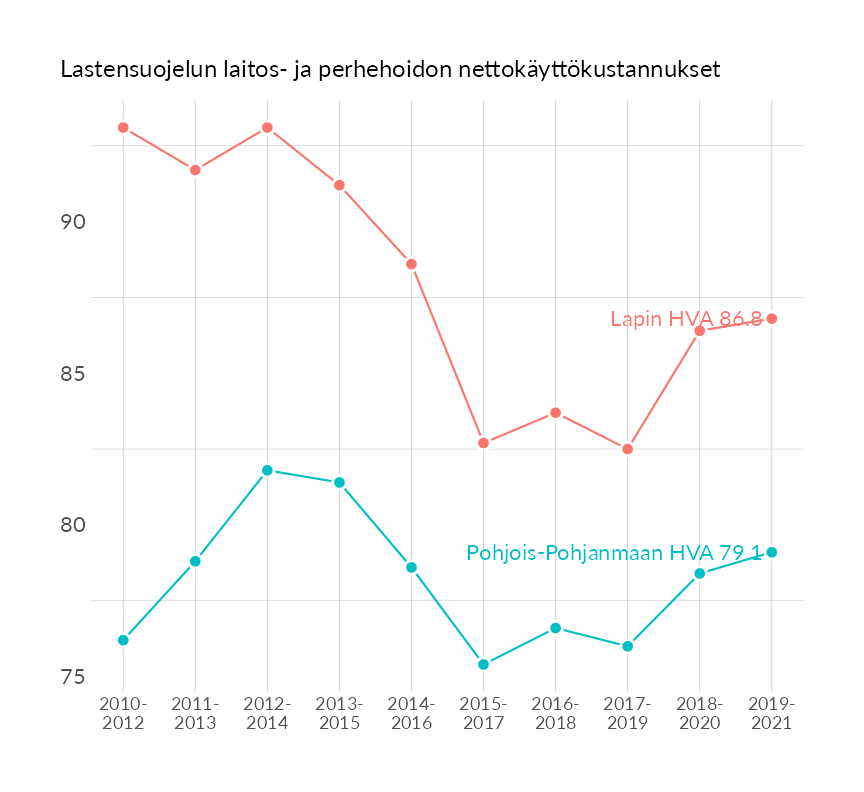 Lastensuojelun laitos- ja perhehoidon nettokäyttökustannukset
90
85
80
75
Lapin HVA 86.8
Pohjois-Pohjanmaan HVA 79.1
2010- 2011- 2012- 2013- 2014- 2015- 2016- 2017- 2018- 2019-
2012 2013 2014 2015 2016 2017 2018 2019 2020 2021